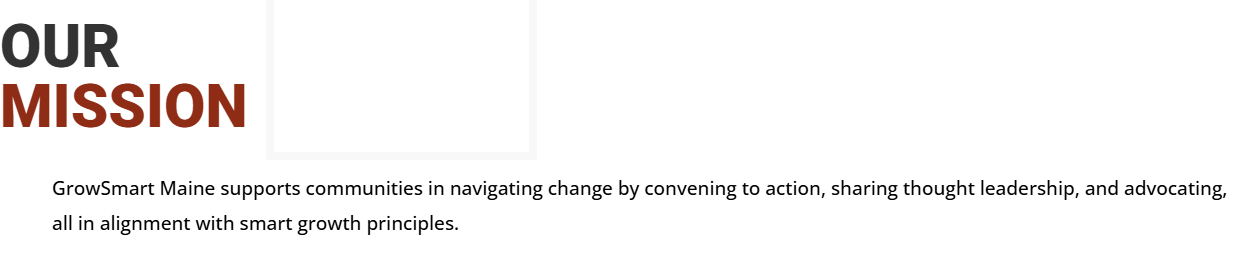 OUR
MISSION
GrowSmart Maine supports communities in navigating change by convening to action, sharing thought leadership, and advocating,
all in alignment with smart growth principles.